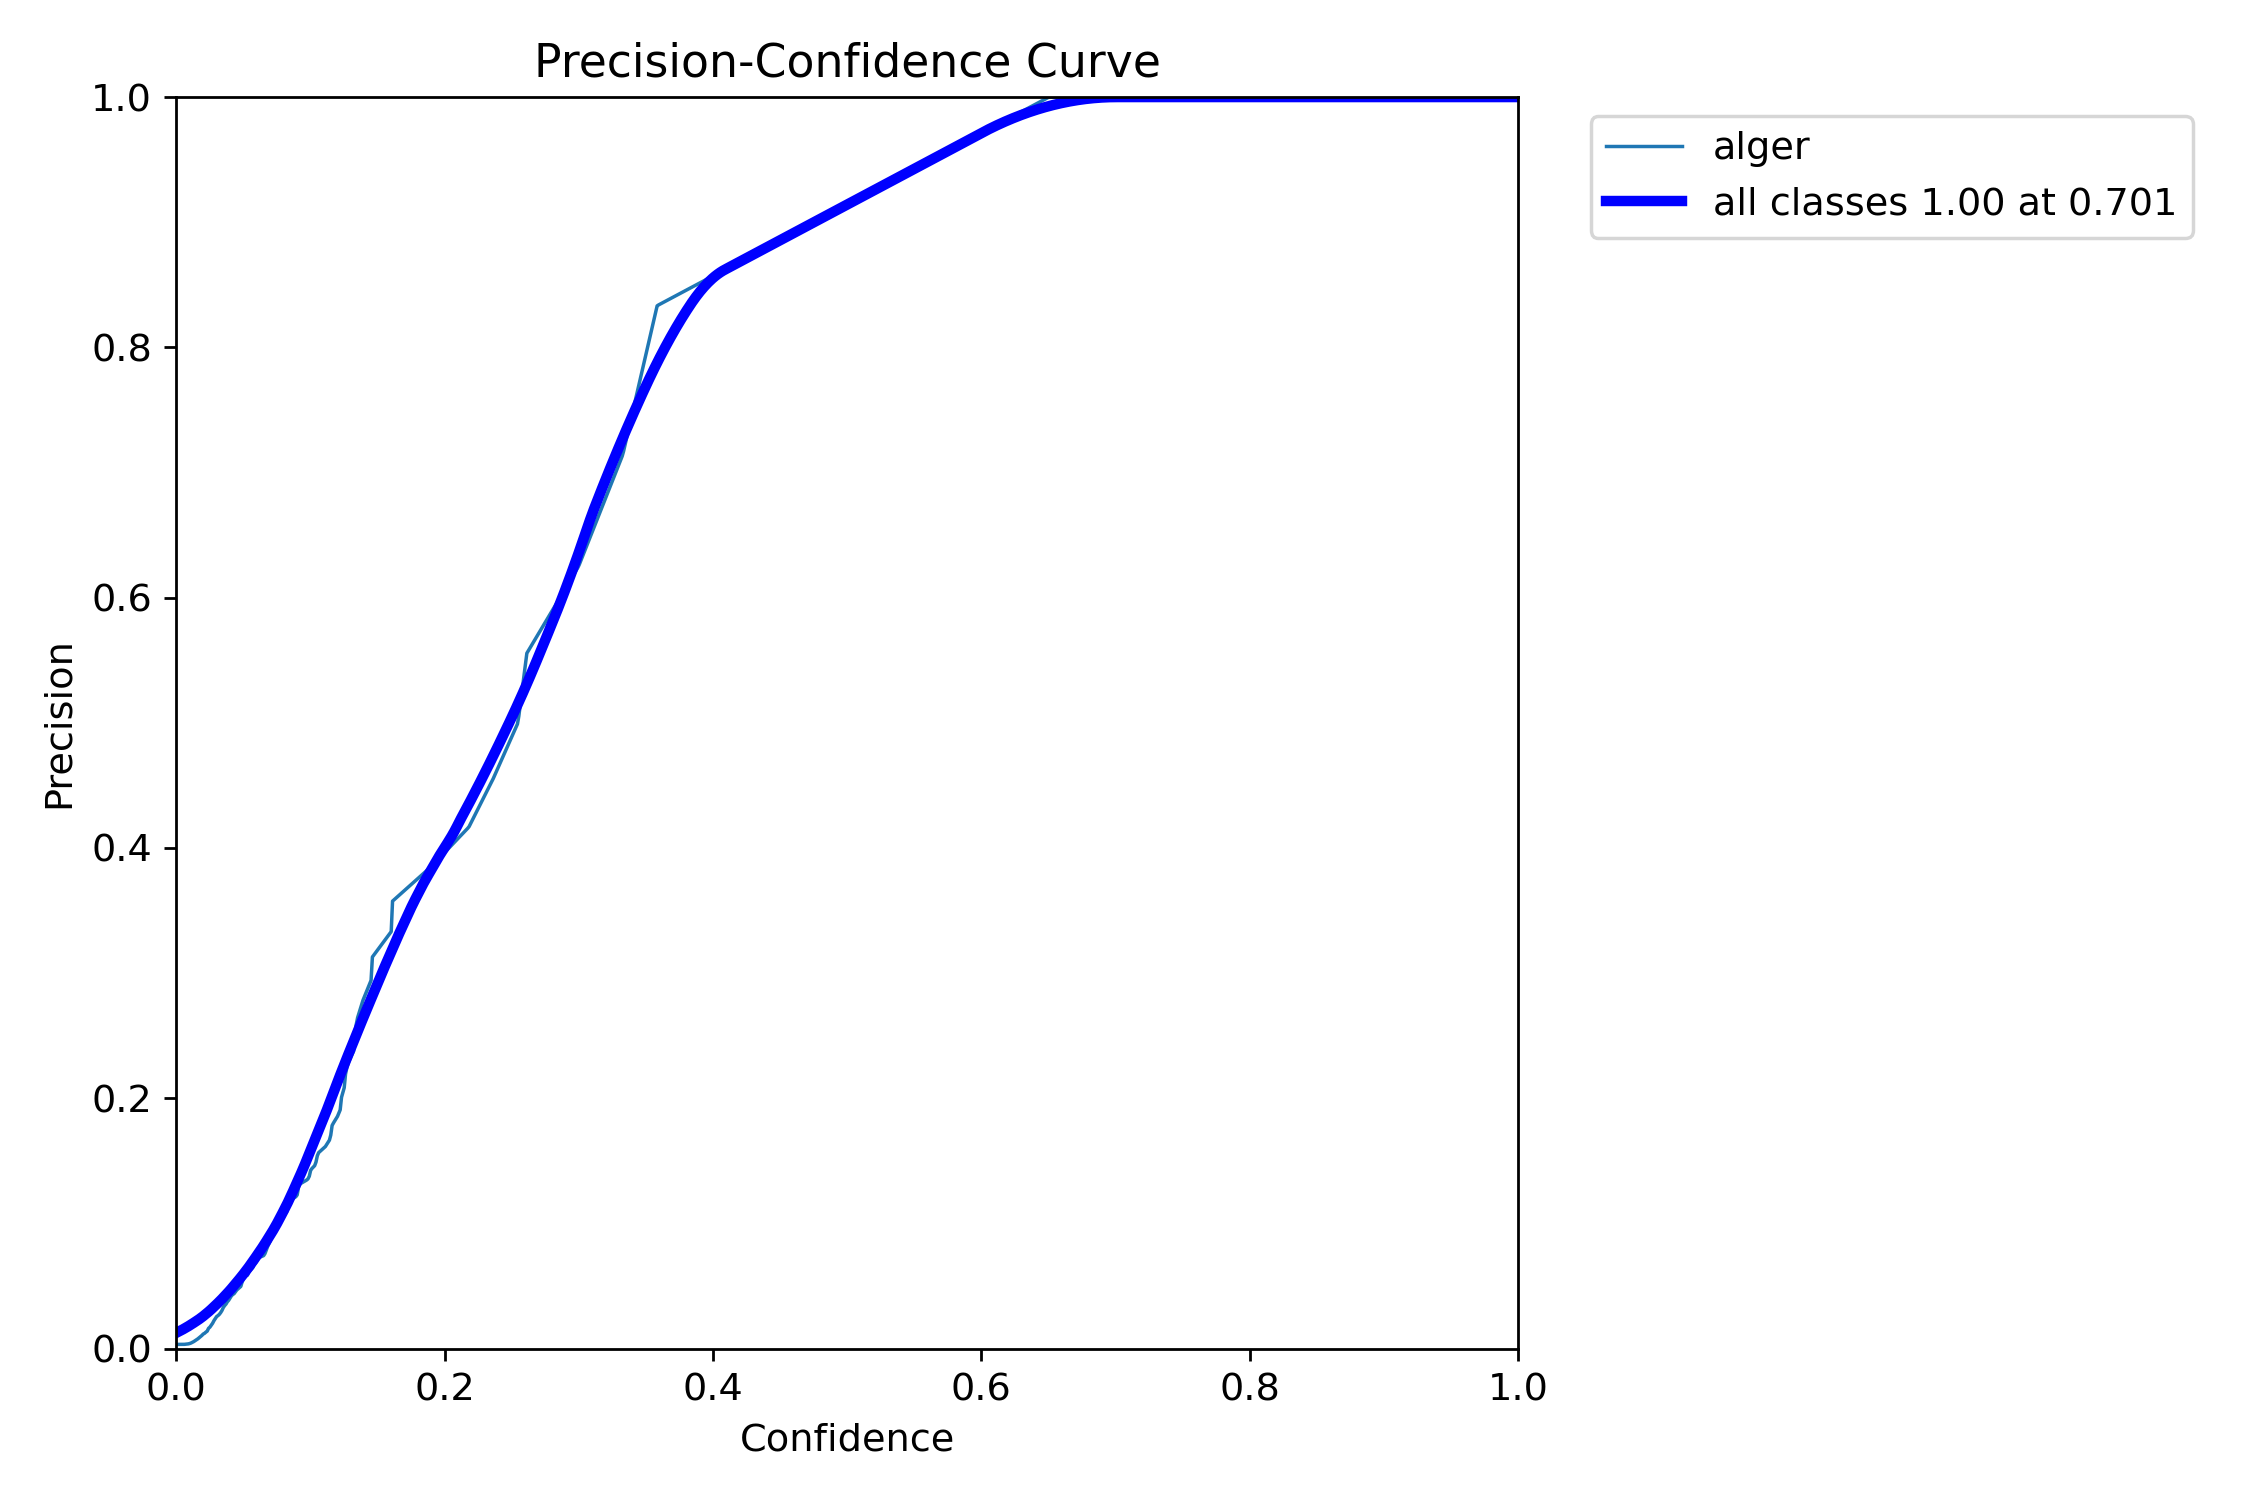 Precision-Confidence Curve
alger
all classes 1.00 at 0.701
Precision
1.0
0.8
0.6
0.4
0.2
0.0
0.0 0.2 0.4 0.6 0.8 1.0
Confidence